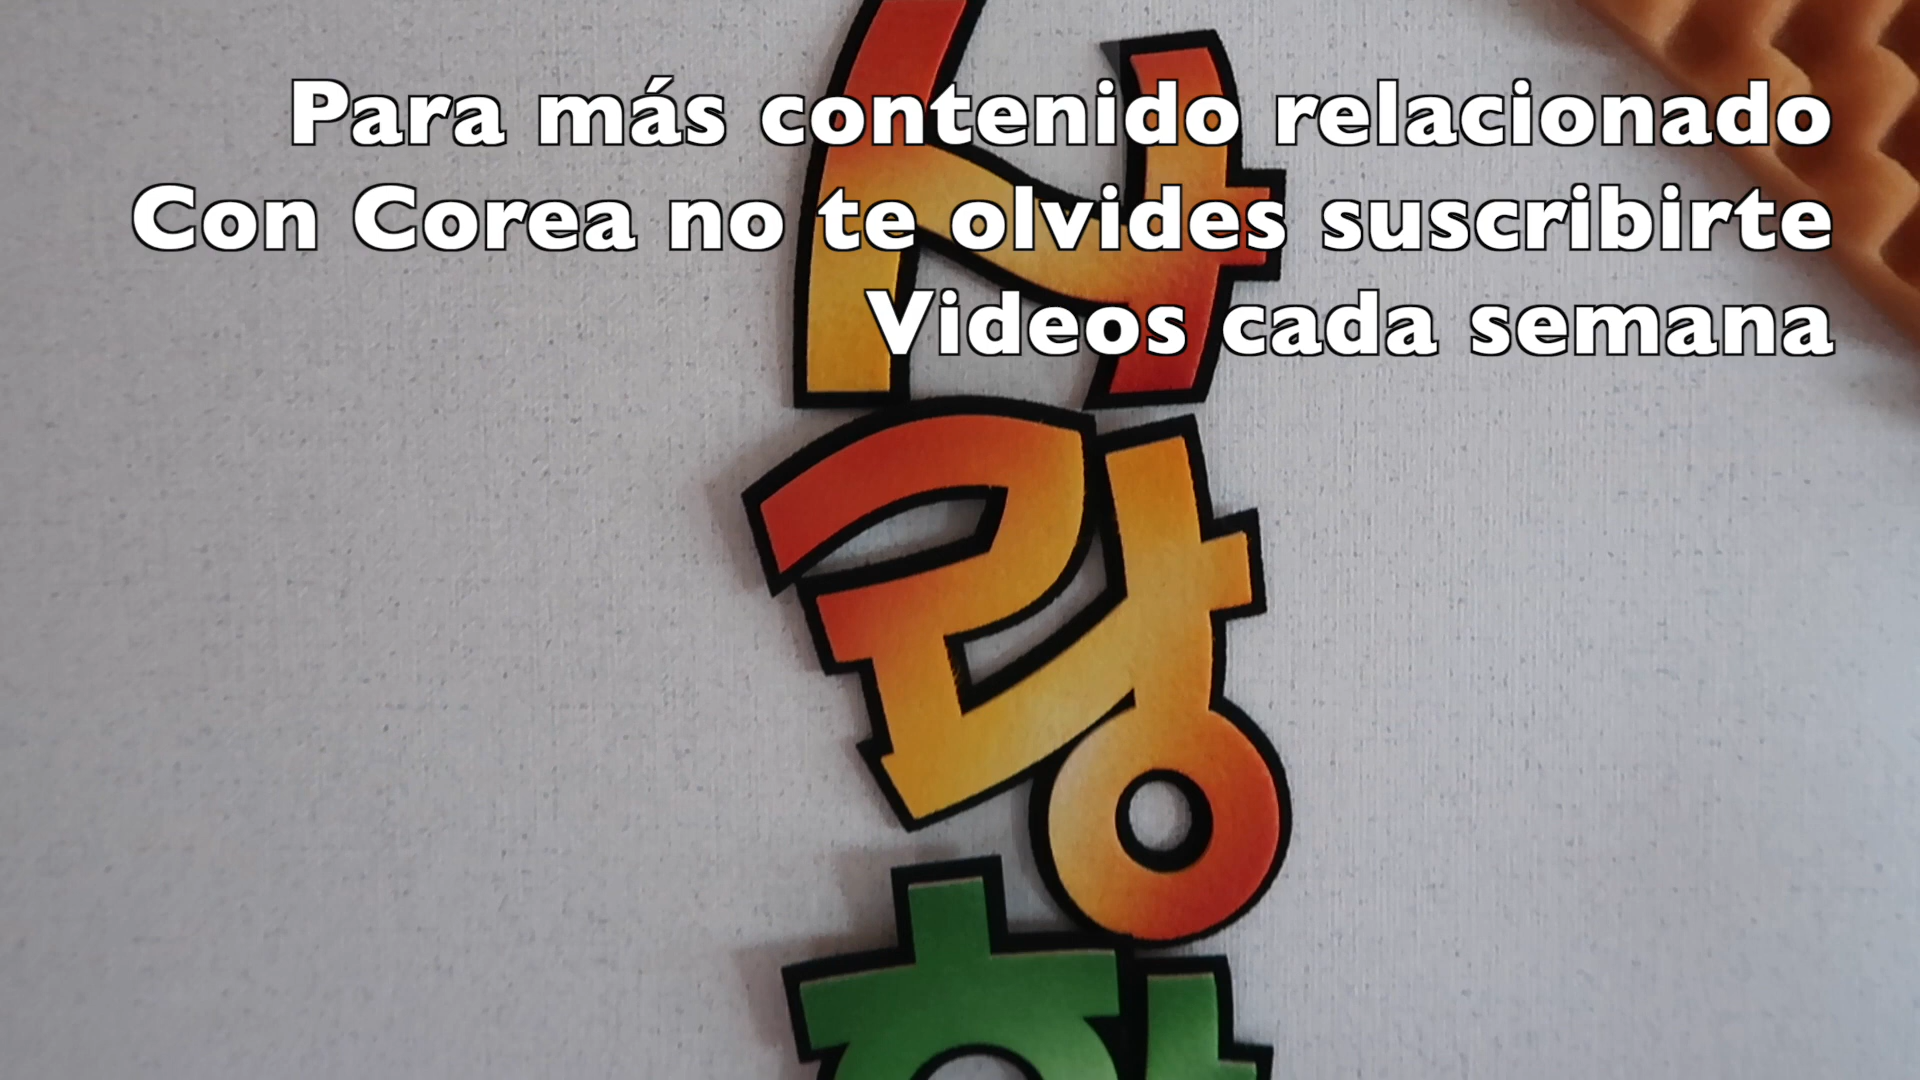 Para más contenido relacionado
Con Corea no te olvides suscribirte
Videos cada semana
사
랑